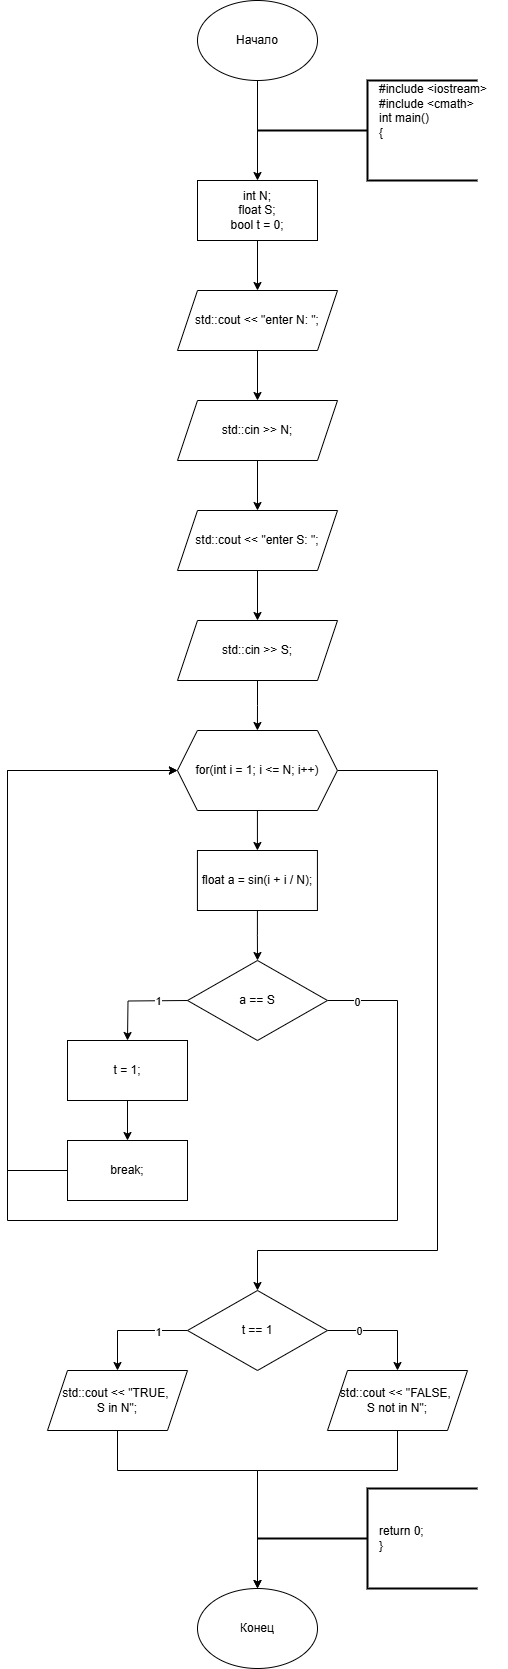 Начало
#include <iostream>
#include <cmath>
int main()
{
int N;
float S;
bool t = 0;
std::cout << "enter N: ";
std::cin >> N;
std::cout << "enter S: ";
std::cin >> S;
for(int i = 1; i <= N; i++)
float a = sin(i + i / N);
a == S
1
0
t = 1;
break;
t == 1
1
0
std::cout << "TRUE,
S in N";
std::cout << "FALSE,
S not in N";
return 0;
}
Конец